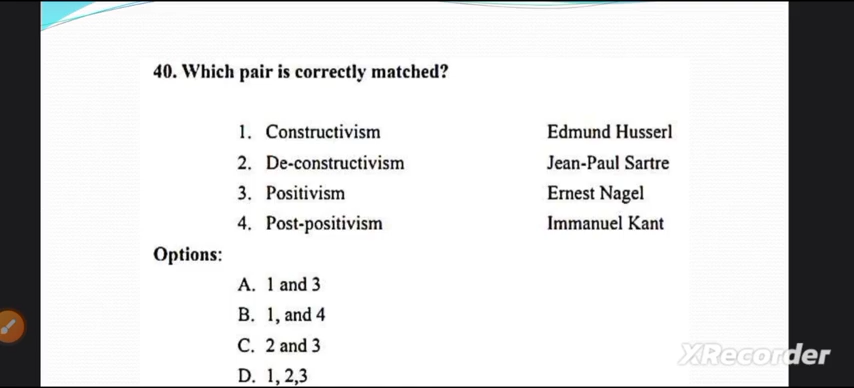 40. Which pair is correctly matched?
1. Constructivism Edmund Husserl
2. De-constructivism Jean-Paul Sartre
3. Positivism Ernest Nagel
4. Post-positivism Immanuel Kant
Options:
A. 1 and 3
B. 1, and 4
C. 2 and 3
D. 1, 2,3
XRecorder